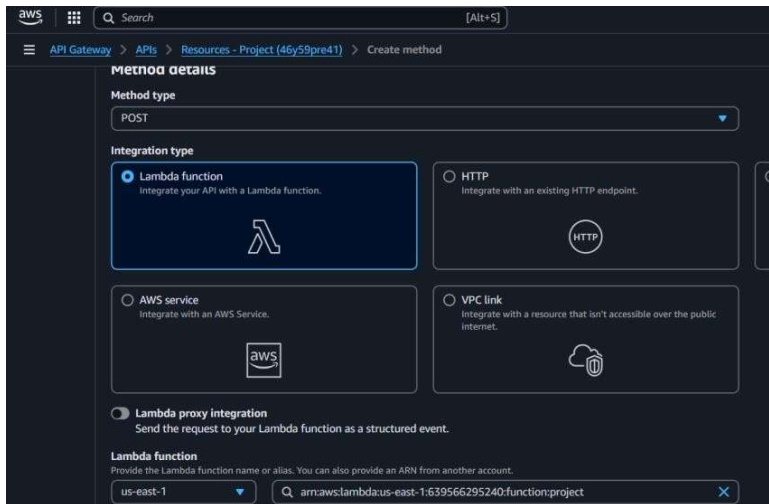 aws
Search [Alt+S]
API Gateway > APIs > Resources - Project (46y59pre41) > Create method
Method details
Method type
POST
Integration type
Lambda function
Integrate your API with a Lambda function.
HTTP
Integrate with an existing HTTP endpoint.
HTTP
AWS service
Integrate with an AWS Service.
aws
VPC link
Integrate with a resource that isn't accessible over the public
internet.
Lambda proxy integration
Send the request to your Lambda function as a structured event.
Lambda function
Provide the Lambda function name or alias. You can also provide an ARN from another account.
us-east-1
arn:aws:lambda:us-east-1:639566295240:function:project